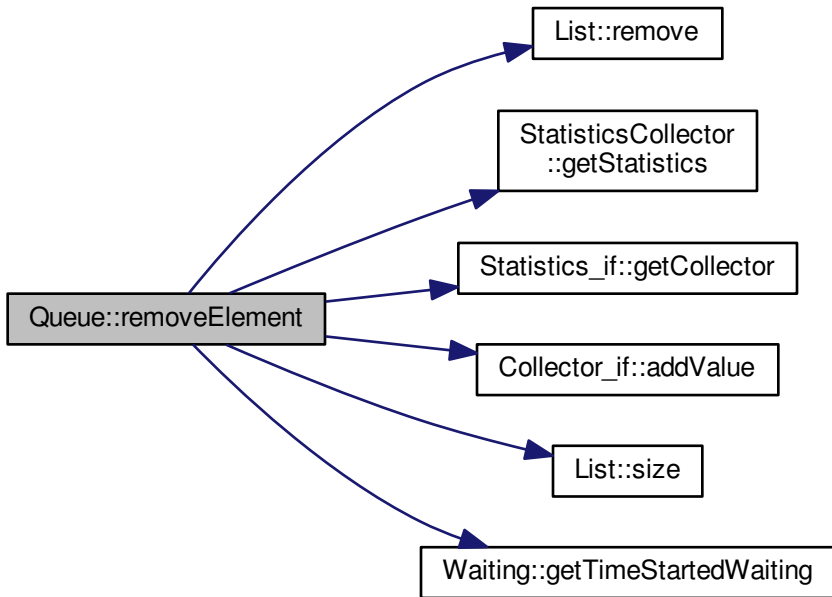 List::remove
StatisticsCollector
::getStatistics
Statistics_if::getCollector
Queue::removeElement
Collector_if::addValue
List::size
Waiting::getTimeStartedWaiting